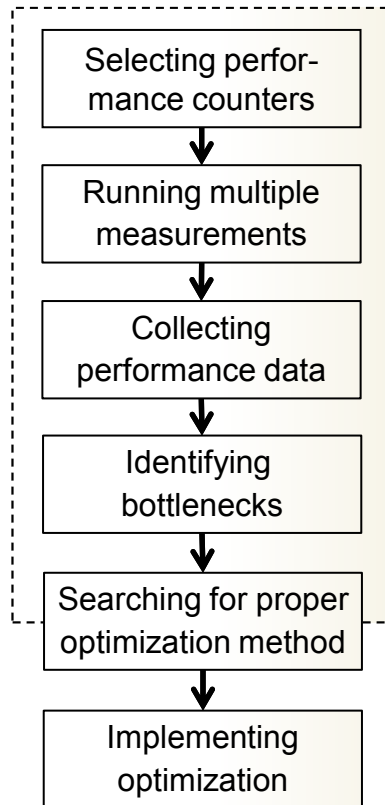 Selecting perfor-
mance counters
Running multiple
measurements
Collecting
performance data
Identifying
bottlenecks
Searching for proper
optimization method
Implementing
optimization